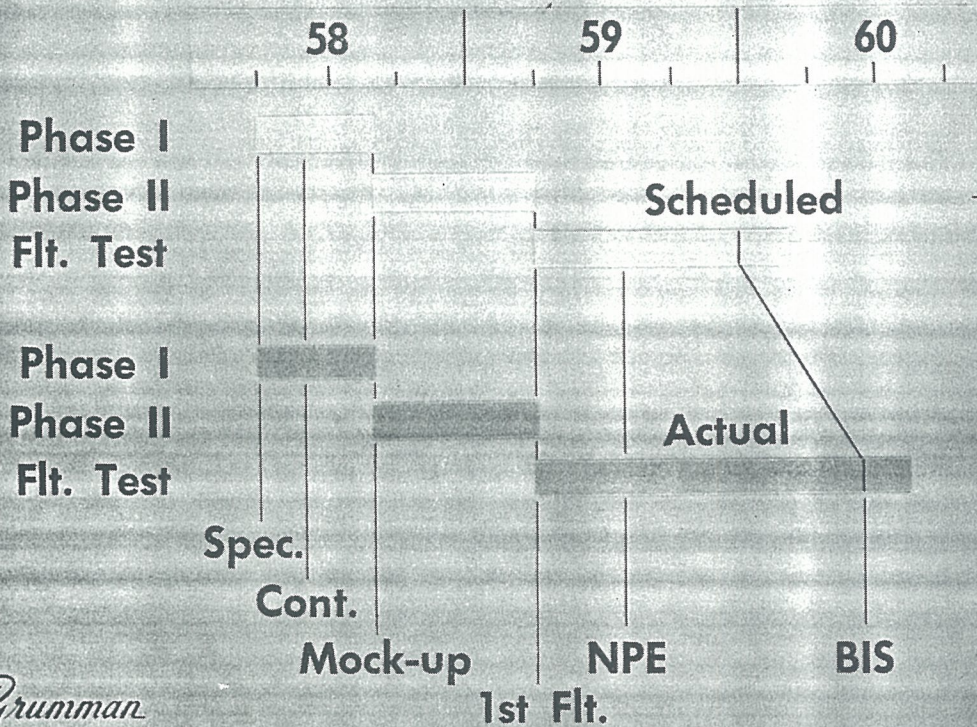 58 59 60
Phase I
Phase II Scheduled
Flt. Test
Phase I
Phase II Actual
Flt. Test
Spec.
Cont.
Mock-up NPE BIS
Grumman 1st Flt.